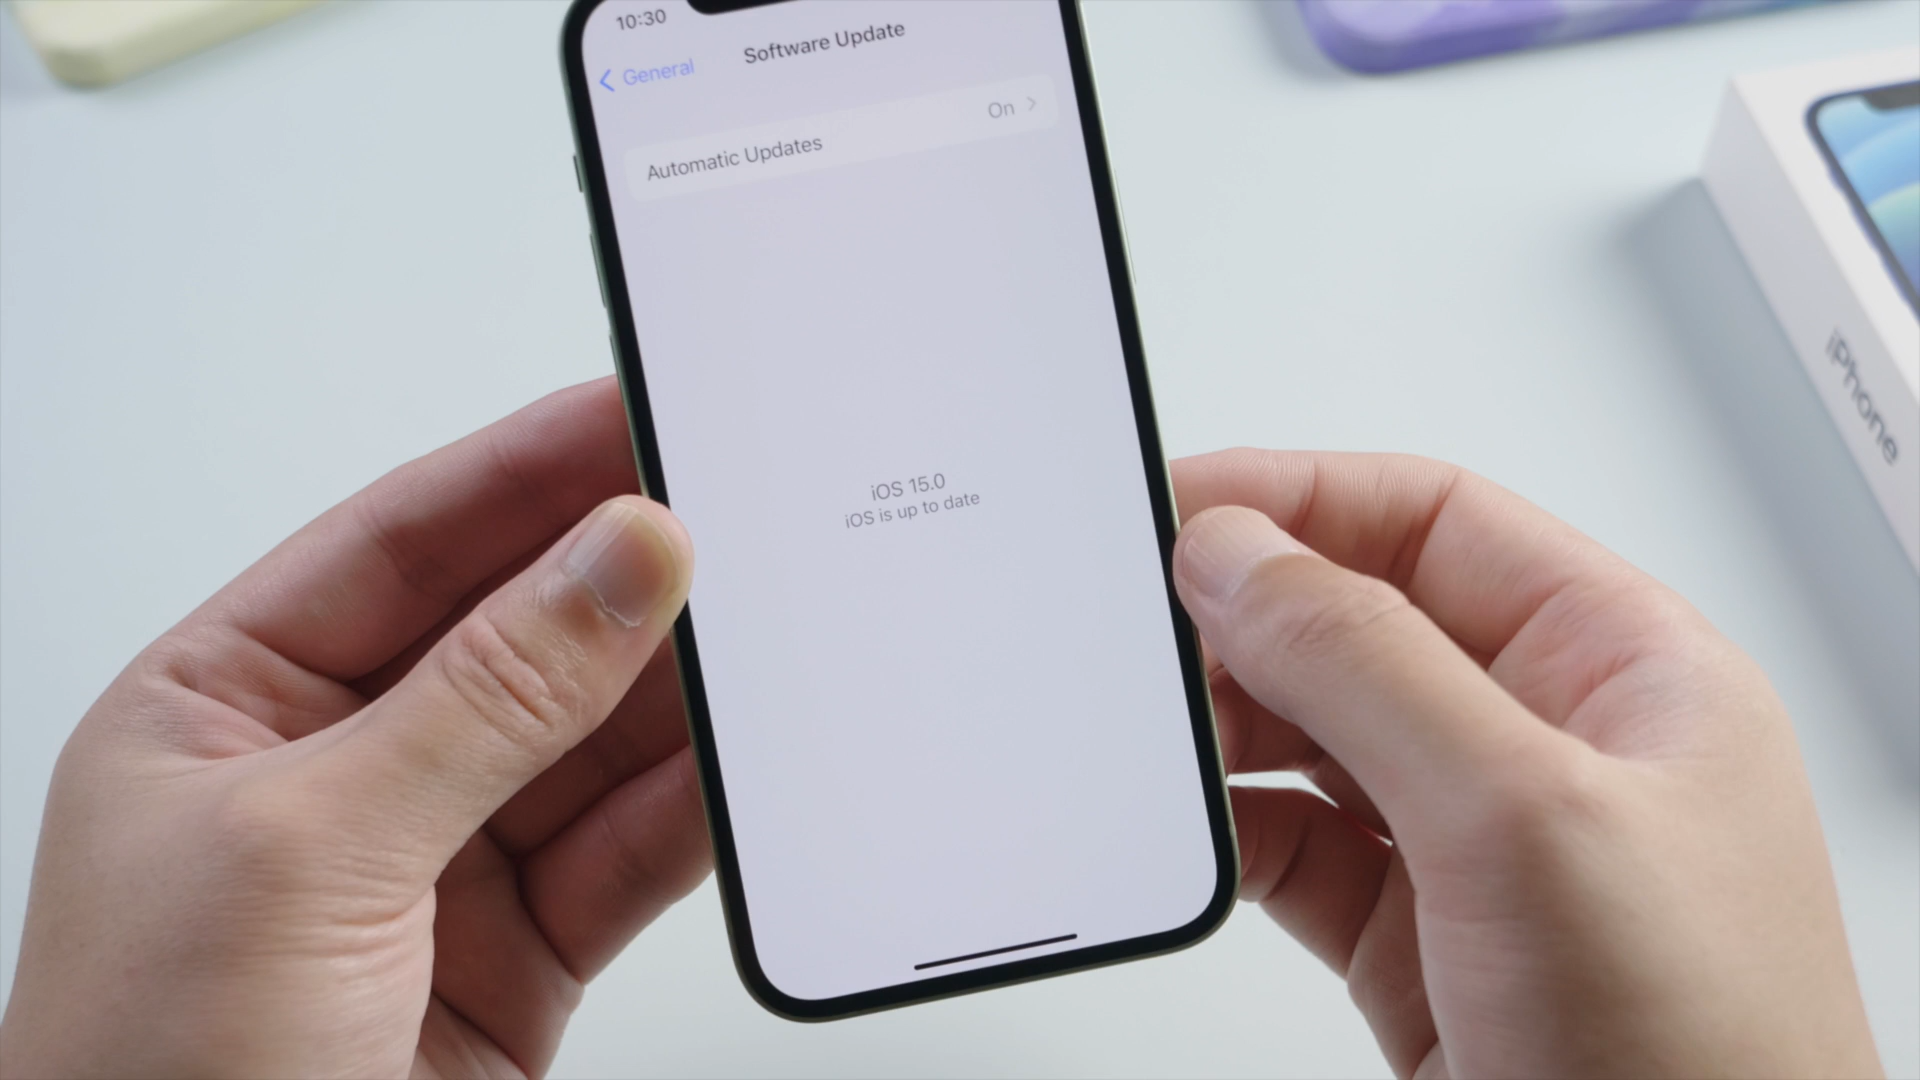 10:30
General
Software Update
Automatic Updates
On
iOS 15.0
iOS is up to date
iPhone